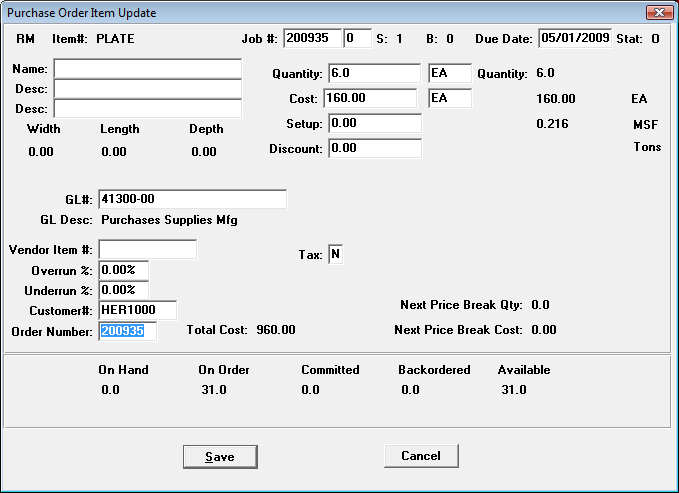 Purchase Order Item Update
RM Item#: PLATE Job #: 200935 0 S: 1 B: 0 Due Date: 05/01/2009 Stat: O
Name: Quantity: 6.0 EA Quantity: 6.0
Desc: Cost: 160.00 EA 160.00 EA
Desc: Setup: 0.00 0.216 MSF
Width Length Depth Tons
0.00 0.00 0.00 Discount: 0.00
GL#: 41300-00
GL Desc: Purchases Supplies Mfg
Vendor Item #: Tax: N
Overrun %: 0.00%
Underrun %: 0.00%
Customer#: HER1000 Next Price Break Qty: 0.0
Order Number: 200935 Total Cost: 960.00 Next Price Break Cost: 0.00
On Hand On Order Committed Backordered Available
0.0 31.0 0.0 0.0 31.0
Save Cancel